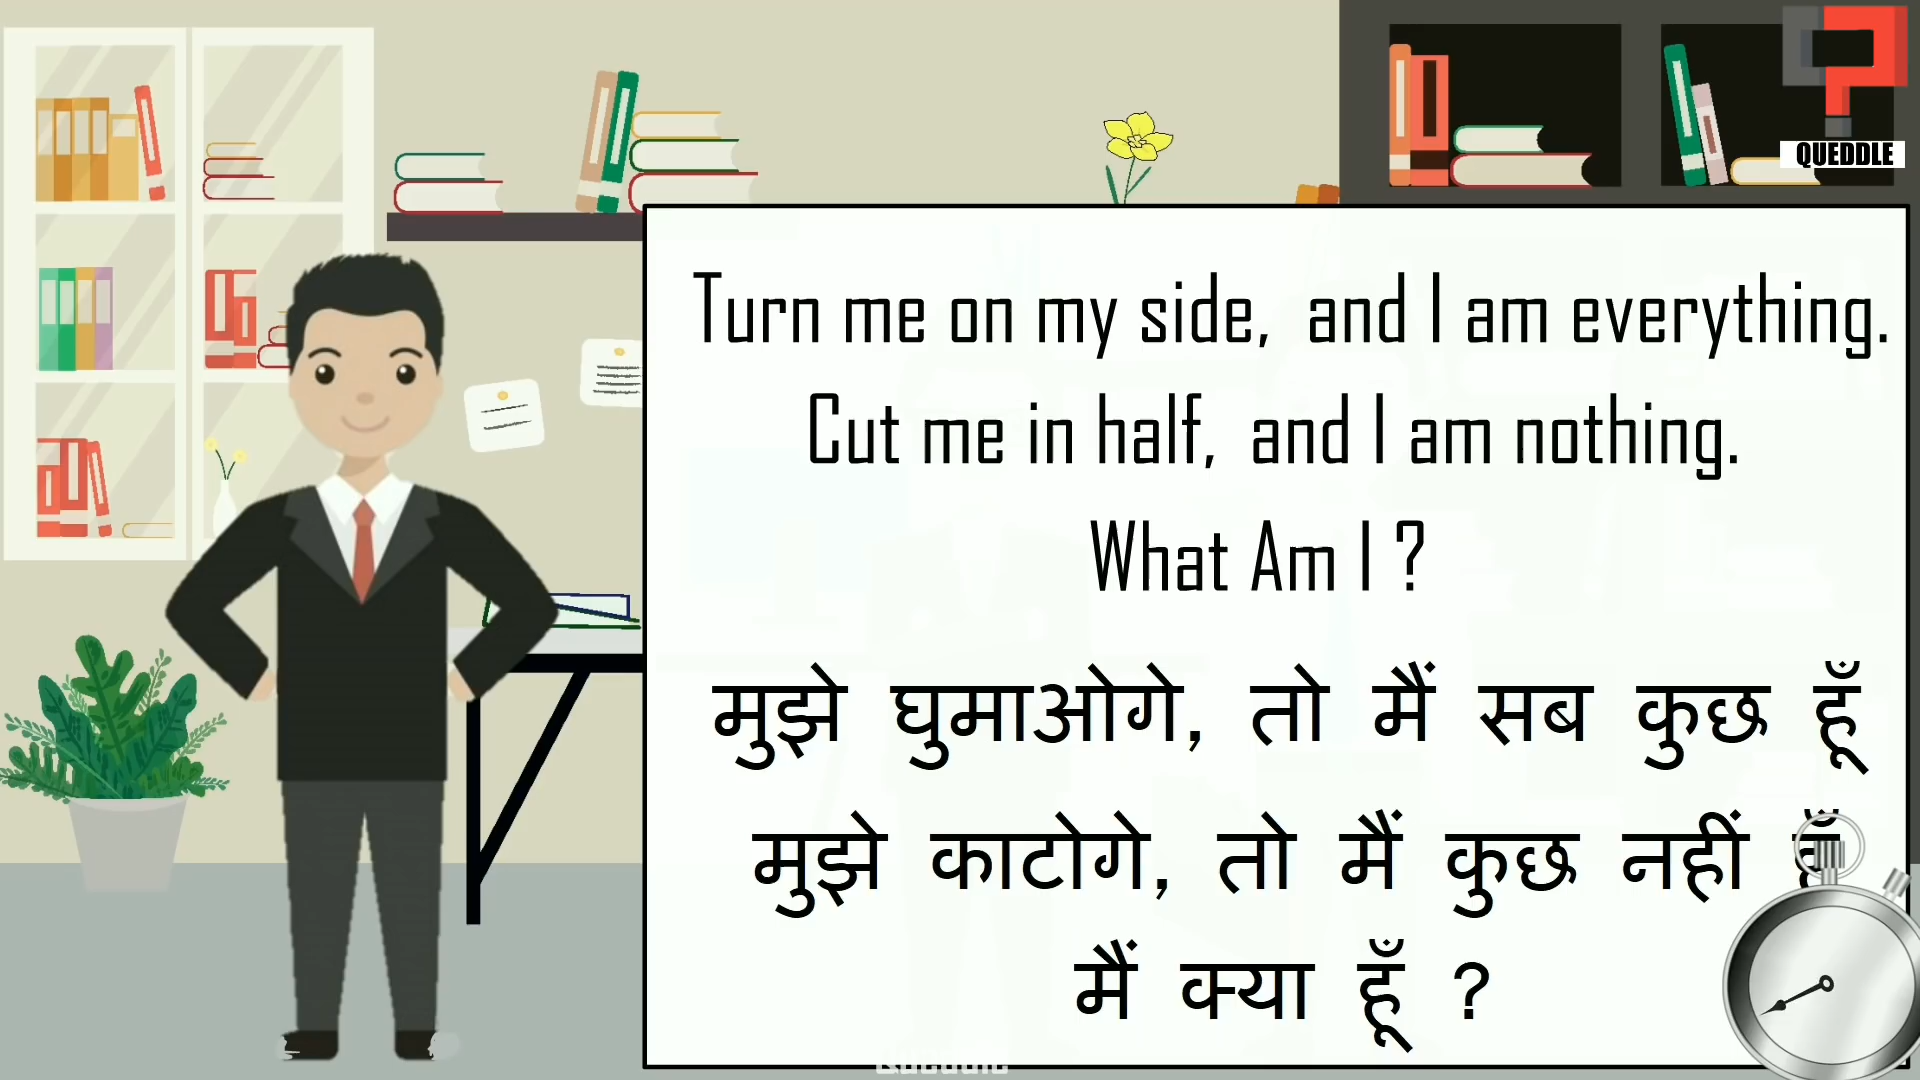 QUEDDLE
Turn me on my side, and I am everything.
Cut me in half, and I am nothing.
What Am I ?
मुझे घुमाओगे, तो मैं सब कुछ हूँ
मुझे काटोगे, तो मैं कुछ नहीं हूँ
मैं क्या हूँ ?